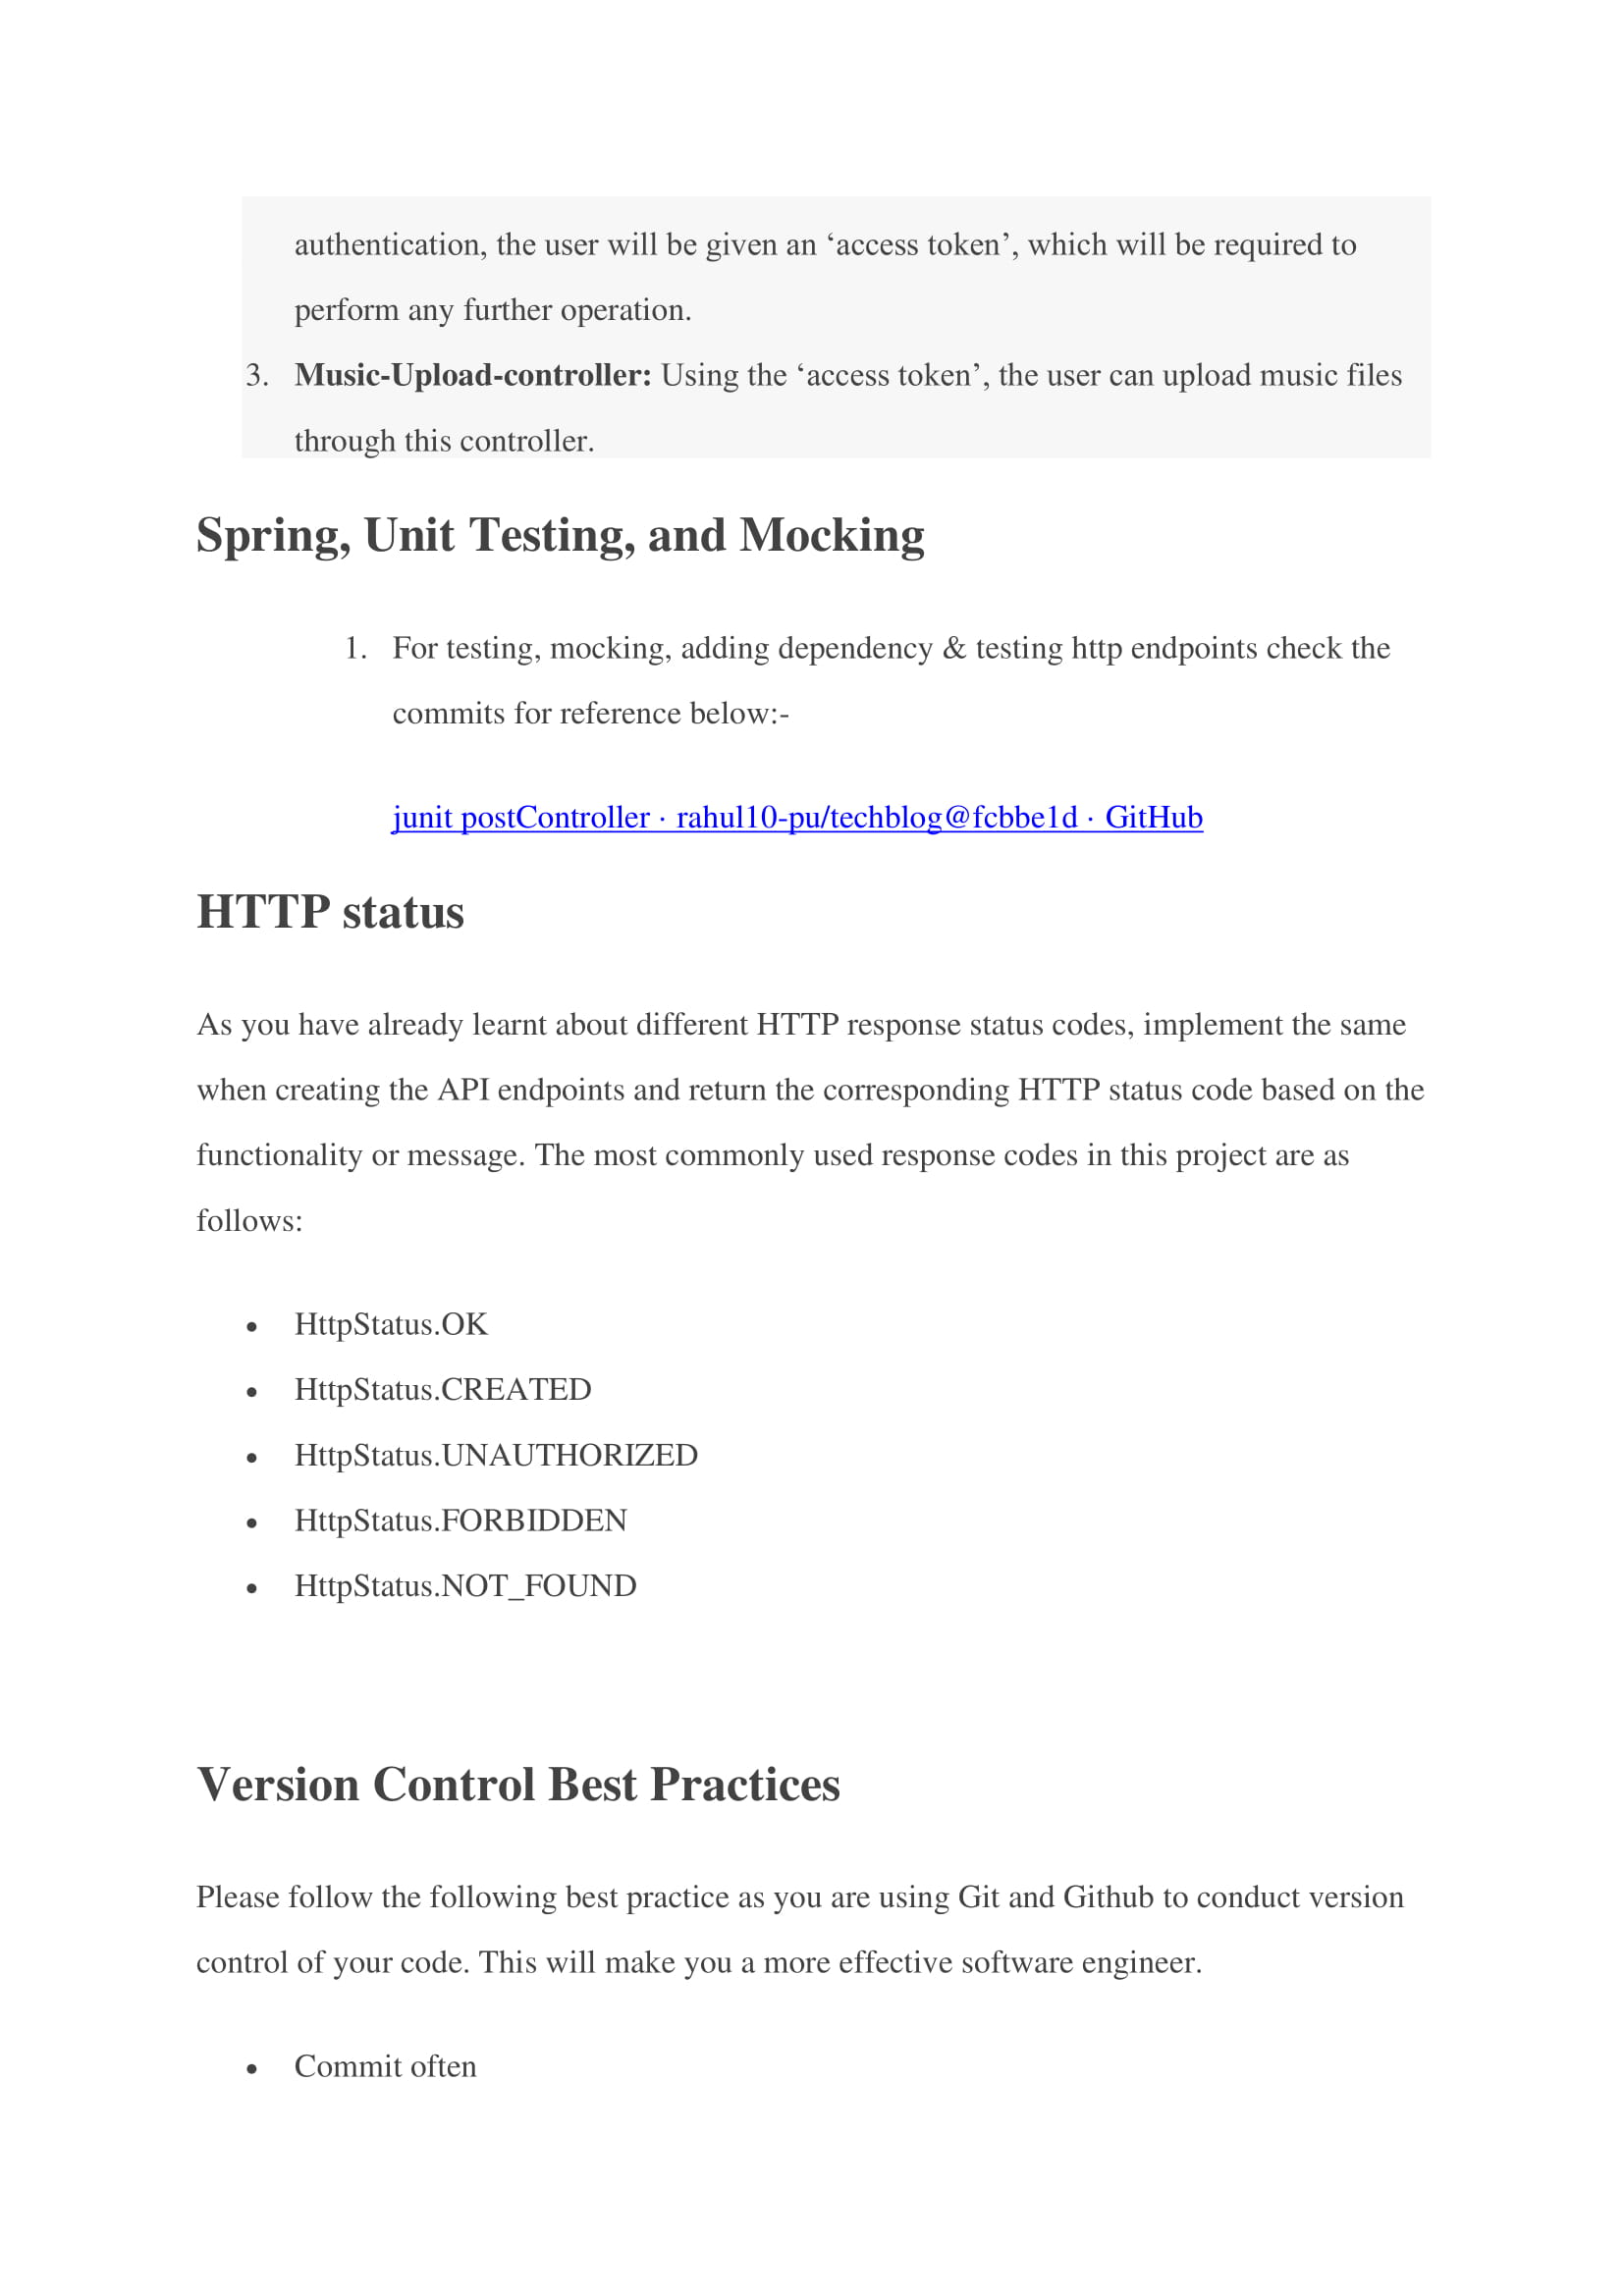 authentication, the user will be given an ‘access token’, which will be required to
perform any further operation.
3. Music-Upload-controller: Using the ‘access token’, the user can upload music files
through this controller.
Spring, Unit Testing, and Mocking
1. For testing, mocking, adding dependency & testing http endpoints check the
commits for reference below:-
junit postController · rahul10-pu/techblog@fcbbe1d · GitHub
HTTP status
As you have already learnt about different HTTP response status codes, implement the same
when creating the API endpoints and return the corresponding HTTP status code based on the
functionality or message. The most commonly used response codes in this project are as
follows:
• HttpStatus.OK
• HttpStatus.CREATED
• HttpStatus.UNAUTHORIZED
• HttpStatus.FORBIDDEN
• HttpStatus.NOT_FOUND
Version Control Best Practices
Please follow the following best practice as you are using Git and Github to conduct version
control of your code. This will make you a more effective software engineer.
• Commit often